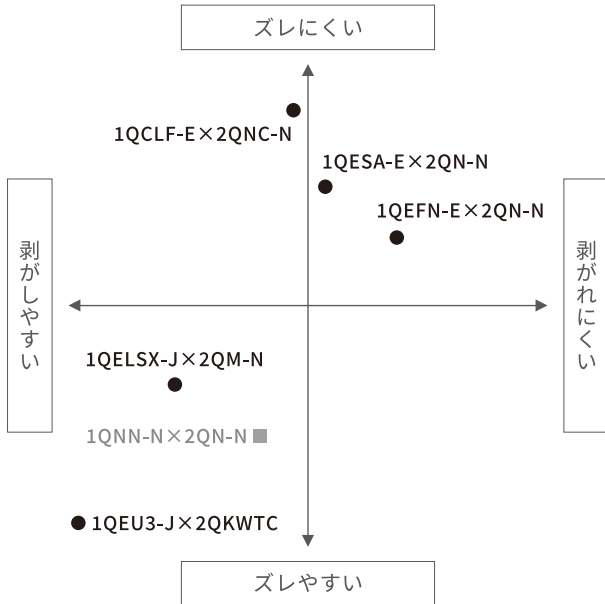 ズレにくい
1QCLF-E×2QNC-N
1QESA-E×2QN-N
1QEFN-E×2QN-N
剥がしやすい
剥がれにくい
1QELSX-J×2QM-N
1QNN-N×2QN-N
1QEU3-J×2QKWTC
ズレやすい